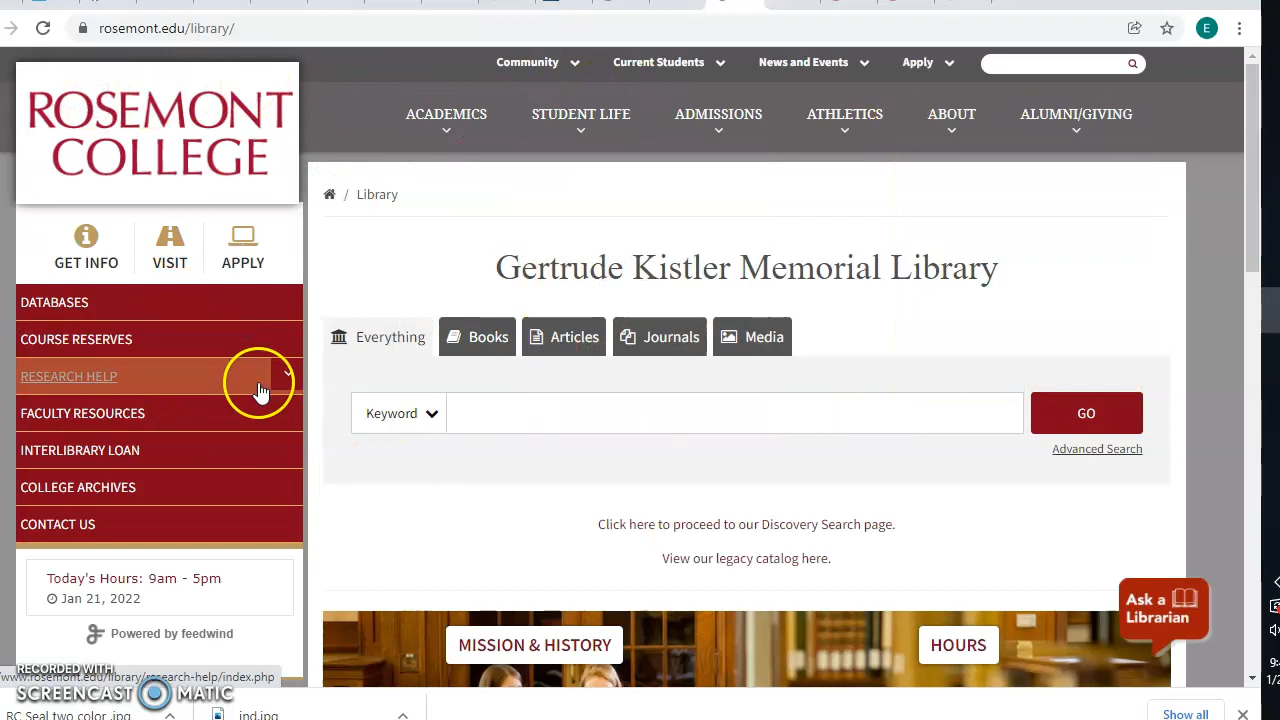 rosemont.edu/library/
E
Community
Current Students
News and Events
Apply
ROSEMONT
COLLEGE
ACADEMICS
STUDENT LIFE
ADMISSIONS
ATHLETICS
ABOUT
ALUMNI/GIVING
/ Library
GET INFO
VISIT
APPLY
Gertrude Kistler Memorial Library
DATABASES
COURSE RESERVES
RESEARCH HELP
FACULTY RESOURCES
INTERLIBRARY LOAN
COLLEGE ARCHIVES
CONTACT US
Everything
Books
Articles
Journals
Media
Keyword
GO
Advanced Search
Click here to proceed to our Discovery Search page.
View our legacy catalog here.
Today's Hours: 9am - 5pm
Jan 21, 2022
Powered by feedwind
Ask a
Librarian
MISSION & HISTORY
HOURS
RECORDED WITH
www.rosemont.edu/library/research-help/index.php
SCREENCAST MATIC
RC Seal two color .jpg
ind.jpg
Show all